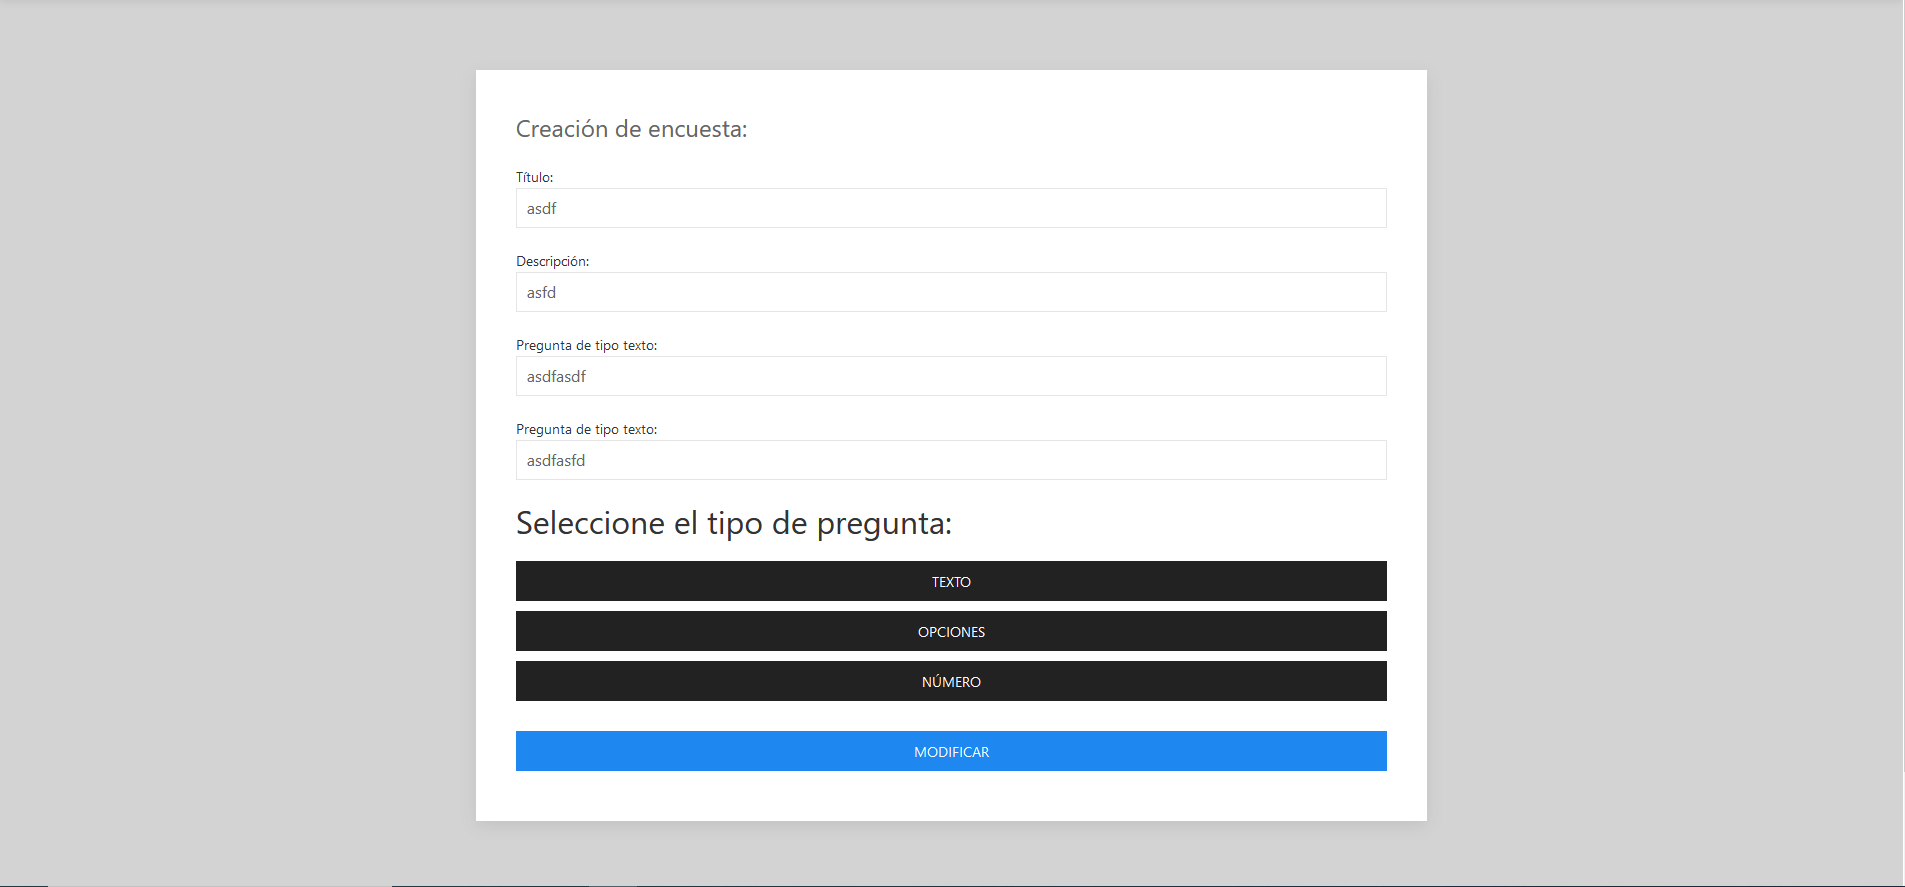 Creación de encuesta:
Título:
asdf
Descripción:
asfd
Pregunta de tipo texto:
asdfasdf
Pregunta de tipo texto:
asdfasfd
Seleccione el tipo de pregunta:
TEXTO
OPCIONES
NÚMERO
MODIFICAR